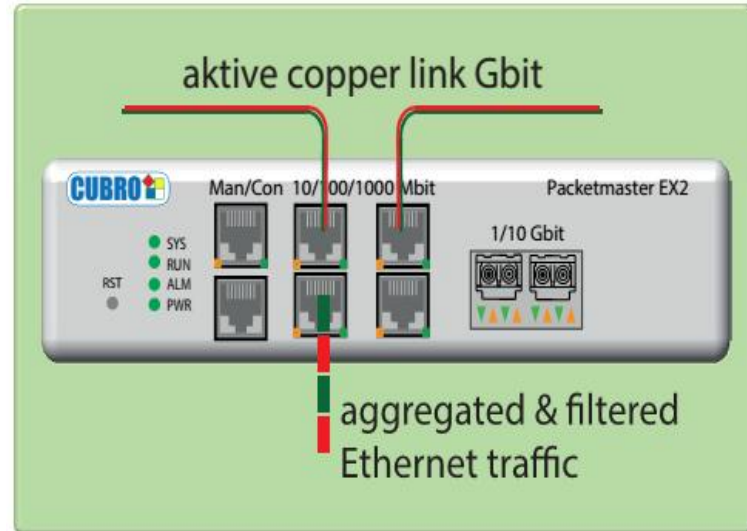 aktive copper link Gbit
CUBRO
Man/Con 10/100/1000 Mbit
Packetmaster EX2
SYS
RUN
ALM
PWR
RST
1/10 Gbit
aggregated & filtered
Ethernet traffic